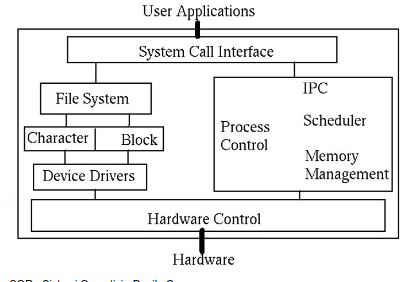 User Applications
System Call Interface
File System
Character Block
Device Drivers
IPC
Process Control
Scheduler
Memory
Management
Hardware Control
Hardware